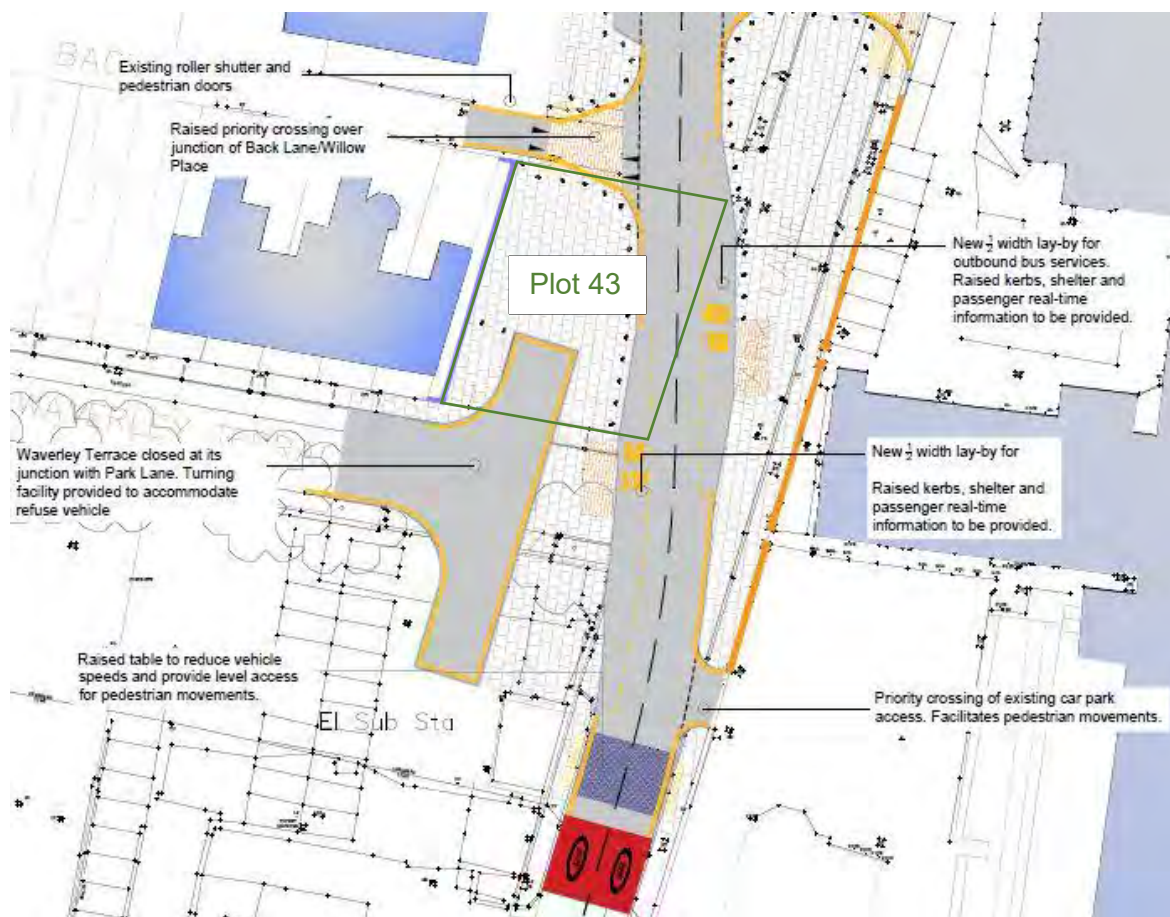 BAC
Existing roller shutter and
pedestrian doors
Raised priority crossing over
junction of Back Lane/Willow
Place
Plot 43
New ½ width lay-by for
outbound bus services.
Raised kerbs, shelter and
passenger real-time
information to be provided.
Waverley Terrace closed at its
junction with Park Lane. Turning
facility provided to accommodate
refuse vehicle
New ½ width lay-by for
Raised kerbs, shelter and
passenger real-time
information to be provided.
Raised table to reduce vehicle
speeds and provide level access
for pedestrian movements.
El Sub Sta
Priority crossing of existing car park
access. Facilitates pedestrian movements.